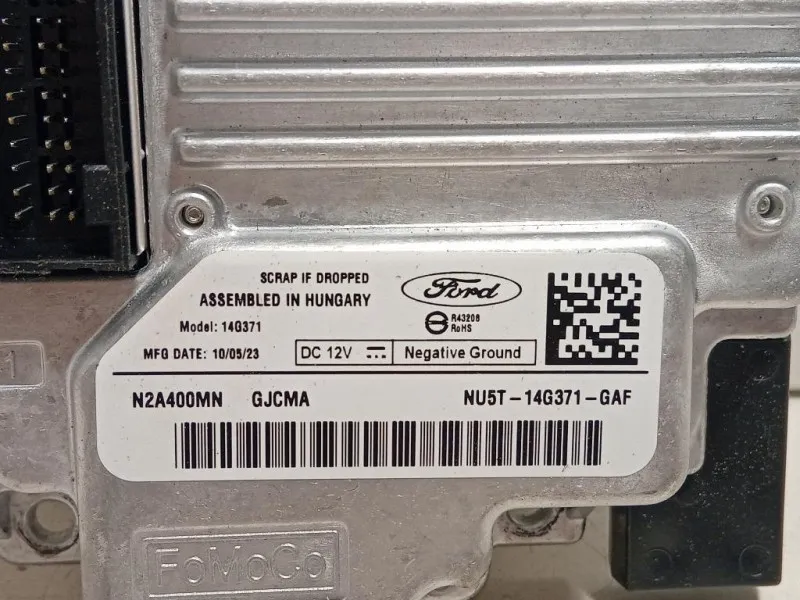 SCRAP IF DROPPED
ASSEMBLED IN HUNGARY
Ford
Model: 14G371
R43206
RoHS
MFG DATE: 10/05/23
DC 12V
Negative Ground
N2A400MN GJCMA NU5T-14G371-GAF
1
FoMoCo